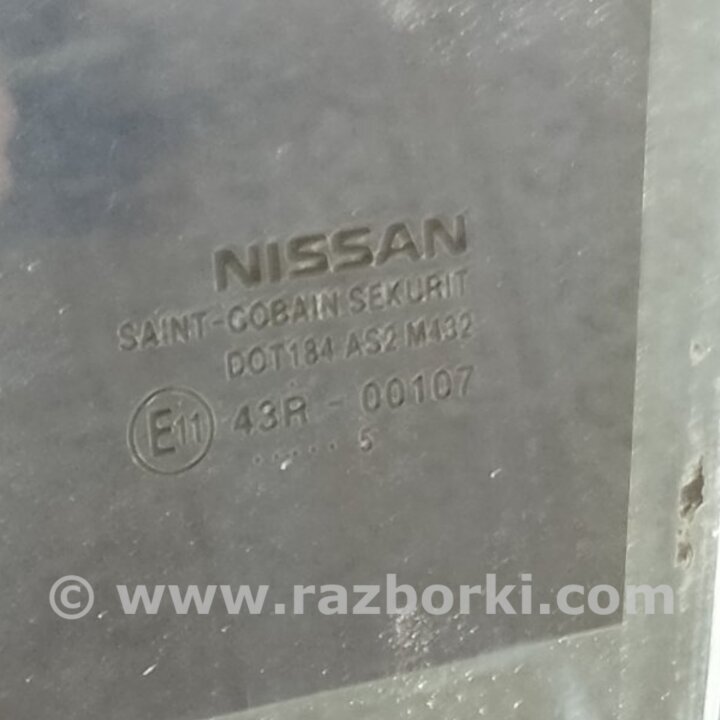 NISSAN
SAINT-GOBAIN SEKURIT
DOT184 AS2 M432
E11 43R - 00107
..... 5
© www.razborki.com